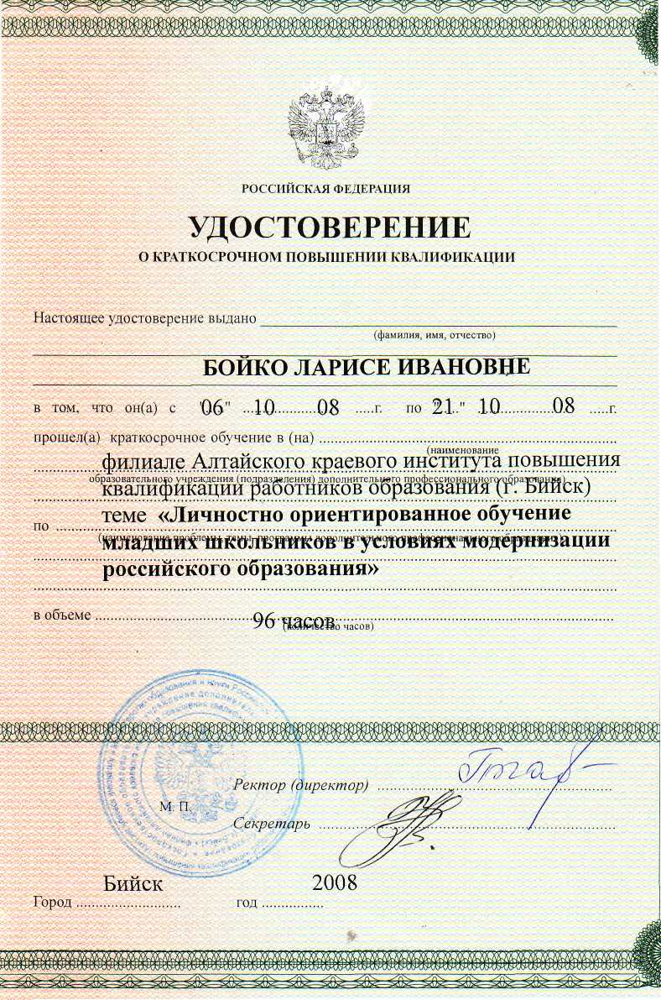 РОССИЙСКАЯ ФЕДЕРАЦИЯ
УДОСТОВЕРЕНИЕ
О КРАТКОСРОЧНОМ ПОВЫШЕНИИ КВАЛИФИКАЦИИ
Настоящее удостоверение выдано
(фамилия, имя, отчество)
БОЙКО ЛАРИСЕ ИВАНОВНЕ
в том, что он(а) с "06" 10 08 г. по "21" 10 08 г.
прошел(а) краткосрочное обучение в (на)
(наименование
филиале Алтайского краевого института повышения
образовательного учреждения (подразделения) дополнительного профессионального образования)
квалификации работников образования (г. Бийск)
по теме «Личностно ориентированное обучение
(наименование проблемы, темы, программы дополнительного профессионального образования)
младших школьников в условиях модернизации
российского образования»
в объеме 96 часов
(количество часов)
Ректор (директор)
М. П.
Секретарь
Город Бийск год 2008